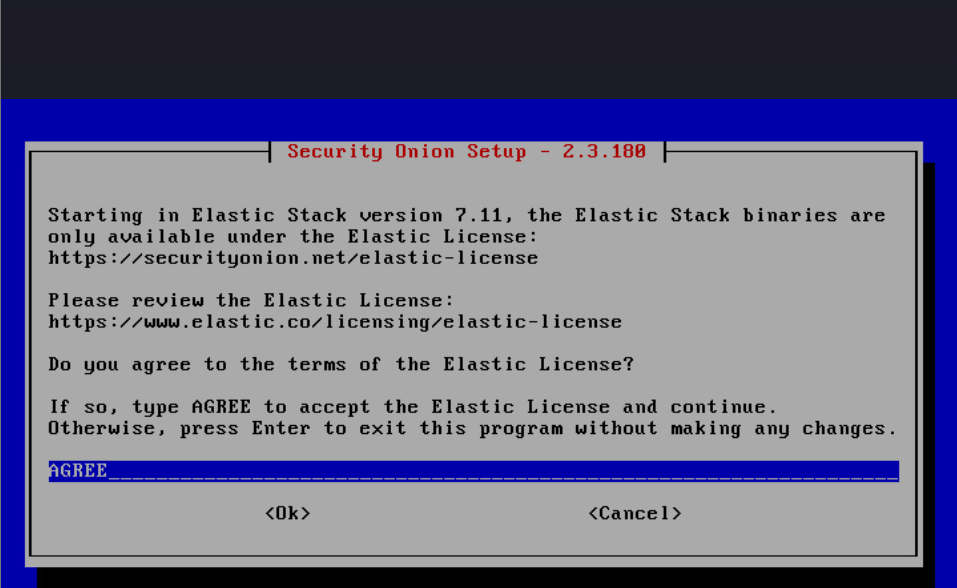 Security Onion Setup - 2.3.180
Starting in Elastic Stack version 7.11, the Elastic Stack binaries are
only available under the Elastic License:
https://securityonion.net/elastic-license
Please review the Elastic License:
https://www.elastic.co/licensing/elastic-license
Do you agree to the terms of the Elastic License?
If so, type AGREE to accept the Elastic License and continue.
Otherwise, press Enter to exit this program without making any changes.
AGREE
<Ok> <Cancel>